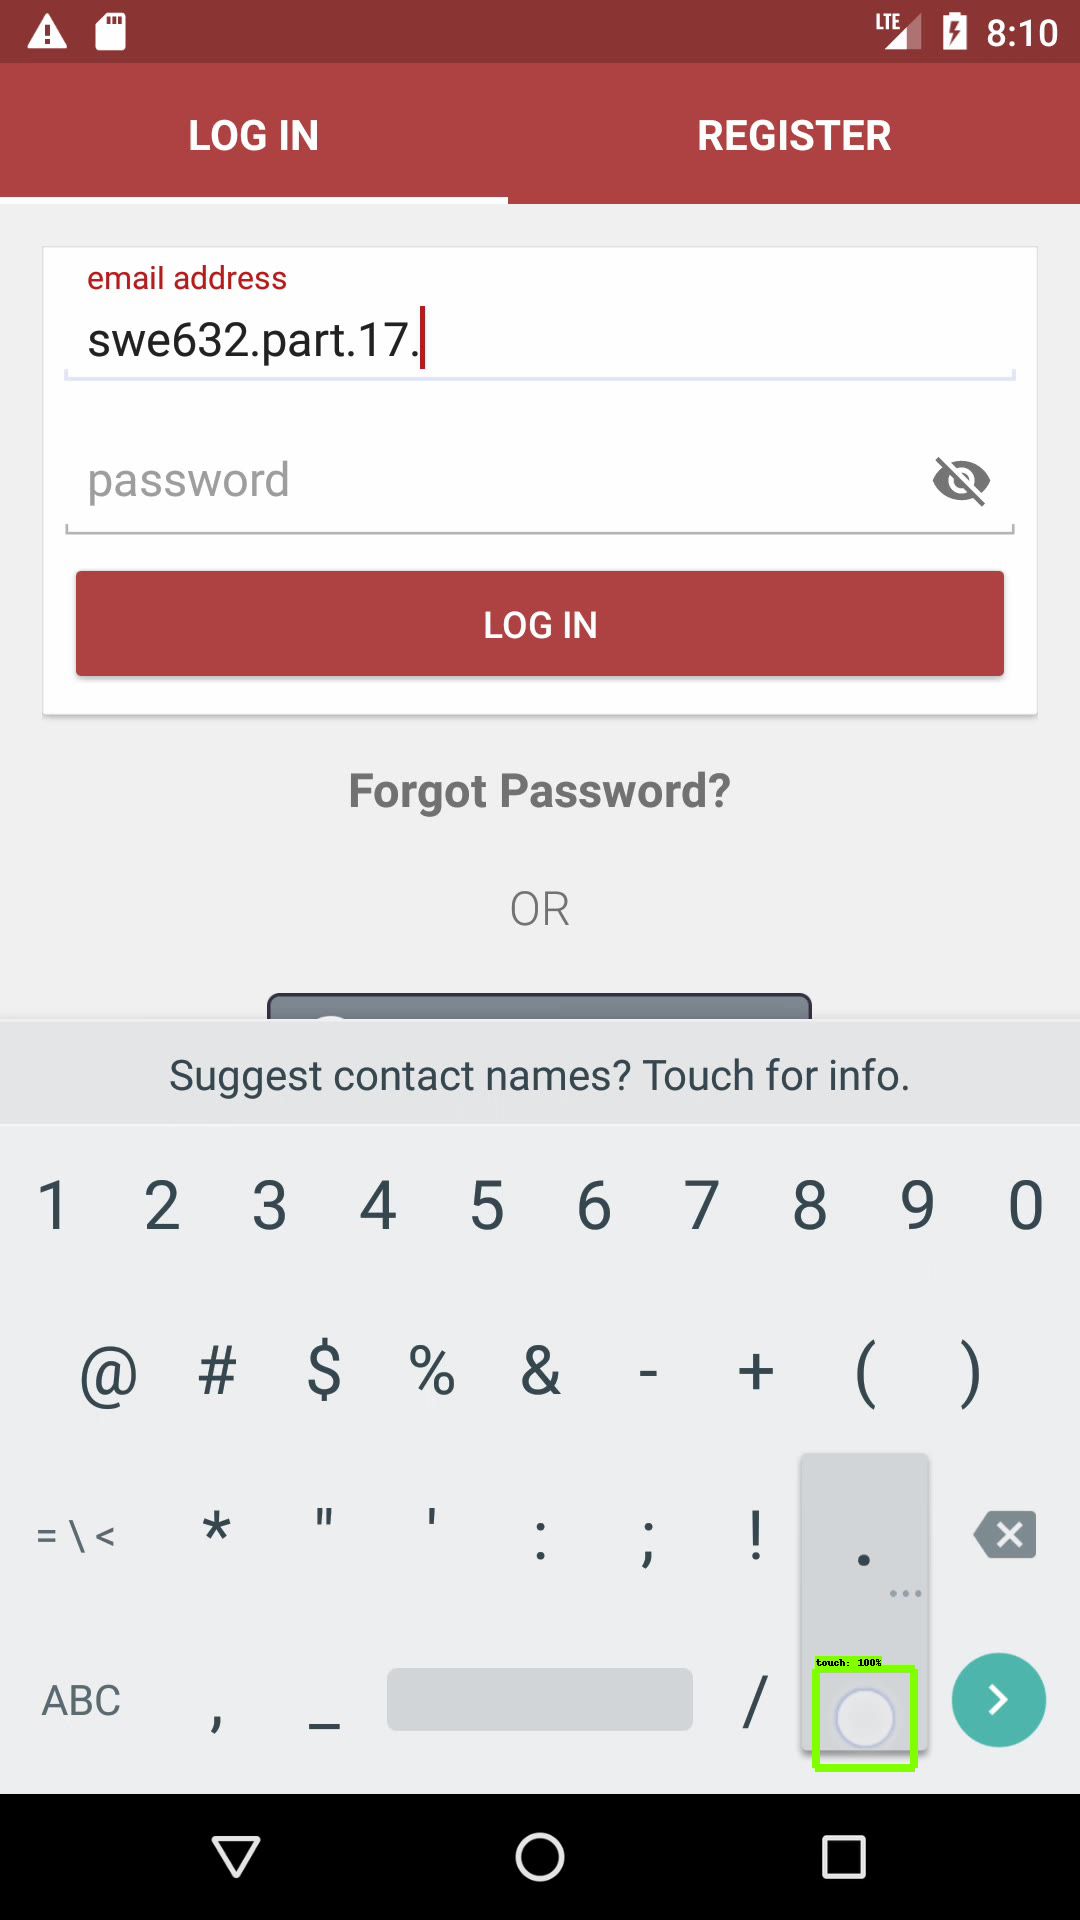 LTE 8:10
LOG IN REGISTER
email address
swe632.part.17.
password
LOG IN
Forgot Password?
OR
Suggest contact names? Touch for info.
1 2 3 4 5 6 7 8 9 0
@ # $ % & - + ( )
= \ < * " ' : ; ! .
...
touch: 100%
ABC , _ /